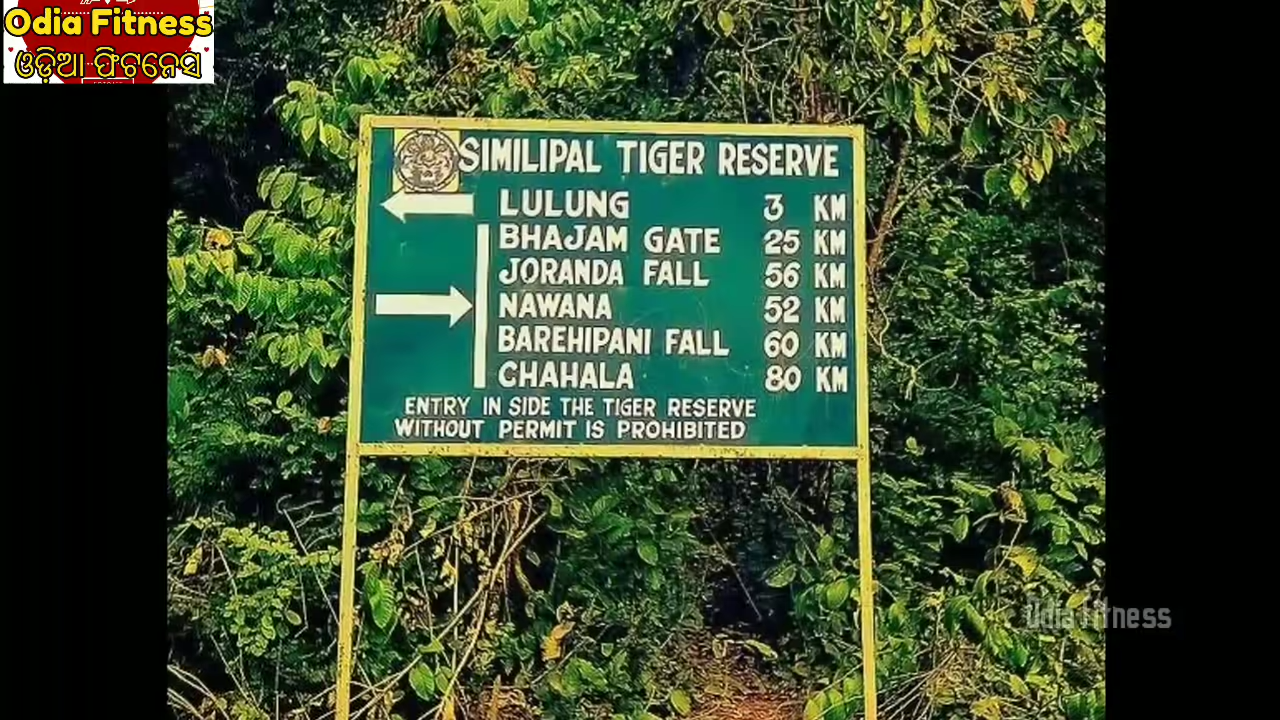 Odia Fitness
ଓଡ଼ିଆ ଫିଟନେସ
SIMILIPAL TIGER RESERVE
LULUNG 3 KM
BHAJAM GATE 25 KM
JORANDA FALL 56 KM
NAWANA 52 KM
BAREHIPANI FALL 60 KM
CHAHALA 80 KM
ENTRY IN SIDE THE TIGER RESERVE
WITHOUT PERMIT IS PROHIBITED
Odia Fitness